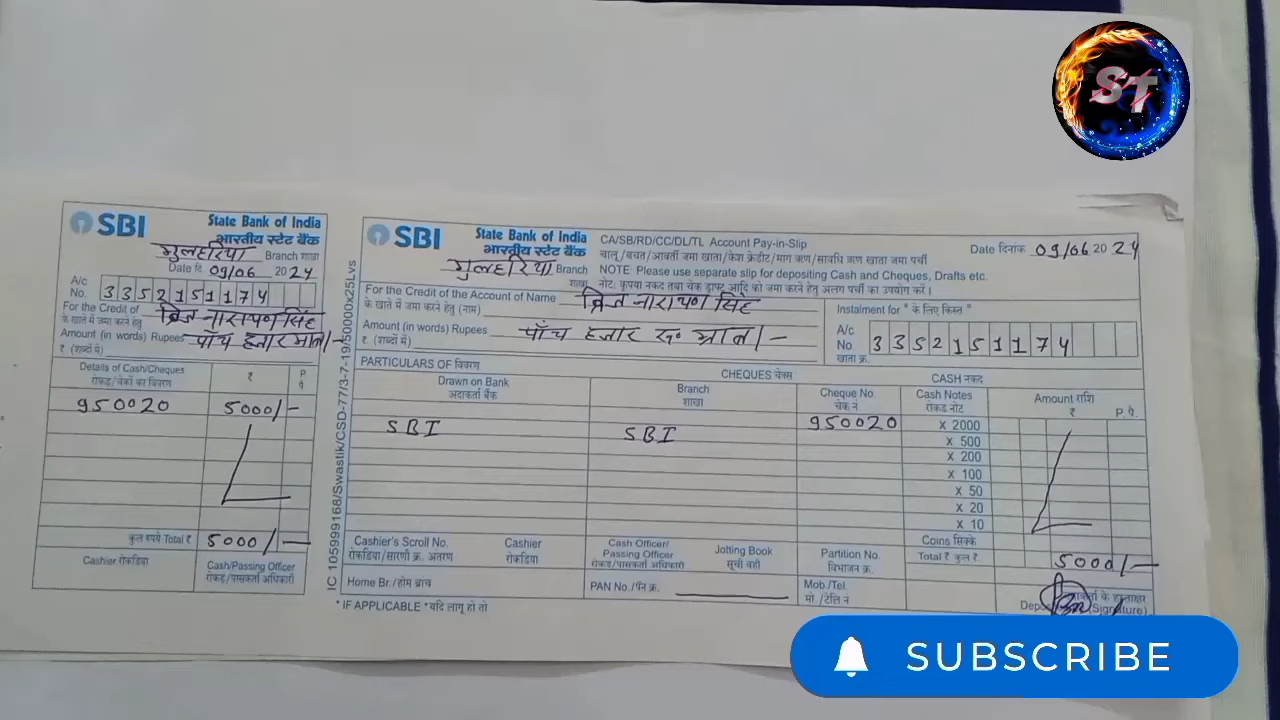 ST
SBI
State Bank of India
भारतीय स्टेट बैंक
गुलहरिया Branch शाखा
Date दि. 09/06 2024
A/c No. 33521511174
For the Credit of
के खाते में जमा करने हेतु
ब्रिज नारायण सिंह
Amount (in words) Rupees पाँच हजार मात्र/-
₹ (शब्दों में)
Details of Cash/Cheques
रोकड़/चेकों का विवरण
₹
P.
पै.
950020 5000/-
कुल रुपये Total ₹ 5000/-
Cashier रोकडिया
Cash/Passing Officer
रोकड़/पासकर्ता अधिकारी
IC 105999168/Swastik/CSD-77/3-7-19/50000x25Lvs
SBI
State Bank of India
भारतीय स्टेट बैंक
गुलहरिया Branch
शाखा
CA/SB/RD/CC/DL/TL Account Pay-in-Slip
चालू/बचत/आवर्ती जमा खाता/केश क्रेडीट/मांग ऋण/सावधि ऋण खाता जमा पर्ची
NOTE: Please use separate slip for depositing Cash and Cheques, Drafts etc.
नोट: कृपया नकद तथा चेक ड्राफ्ट आदि को जमा करने हेतु अलग पर्ची का उपयोग करें।
Date दिनांक 09/06 2024
For the Credit of the Account of Name ब्रिज नारायण सिंह
के खाते में जमा करने हेतु (नाम)
Amount (in words) Rupees पाँच हजार रु० मात्र/-
₹ (शब्दों में)
Instalment for * के लिए किस्त *
A/c No. खाता क्र. 33521511174
PARTICULARS OF विवरण
CHEQUES चेक्स
CASH नकद
Drawn on Bank
अदाकर्ता बैंक
Branch
शाखा
Cheque No.
चेक नं.
Cash Notes
रोकड़ नोट
Amount राशि
₹ P. पै.
SBI SBI 950020 x 2000
x 500
x 200
x 100
x 50
x 20
x 10
Coins सिक्के
Total ₹ कुल ₹ 5000/-
Cashier's Scroll No.
रोकडिया/सारणी क्र. अंतरण
Cashier
रोकडिया
Cash Officer/
Passing Officer
रोकड़/पासकर्ता अधिकारी
Jotting Book
सूची वही
Partition No.
विभाजन क्र.
Home Br./होम ब्रांच
PAN No./पॅन क्र.
Mob./Tel.
मो./टेलि नं
के हस्ताक्षर
(Signature)
* IF APPLICABLE *यदि लागू हो तो
SUBSCRIBE